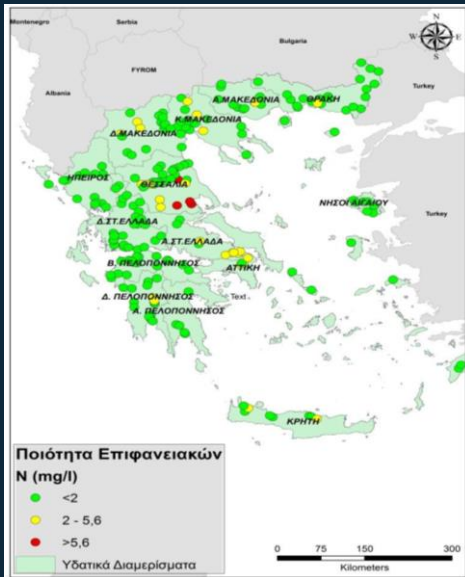 Montenegro
Serbia
Bulgaria
N
W E
S
FYROM
Albania
Turkey
Α.ΜΑΚΕΔΟΝΙΑ
ΘΡΑΚΗ
Κ.ΜΑΚΕΔΟΝΙΑ
Δ.ΜΑΚΕΔΟΝΙΑ
ΗΠΕΙΡΟΣ
ΘΕΣΣΑΛΙΑ
ΝΗΣΟΙ ΑΙΓΑΙΟΥ
Turkey
Δ.ΣΤ.ΕΛΛΑΔΑ
Α.ΣΤ.ΕΛΛΑΔΑ
Β. ΠΕΛΟΠΟΝΝΗΣΟΣ
ΑΤΤΙΚΗ
Δ. ΠΕΛΟΠΟΝΝΗΣΟΣ
Text
Α. ΠΕΛΟΠΟΝΝΗΣΟΣ
ΚΡΗΤΗ
Ποιότητα Επιφανειακών
N (mg/l)
<2
2 - 5,6
>5,6
Υδατικά Διαμερίσματα
0 75 150 300
Kilometers